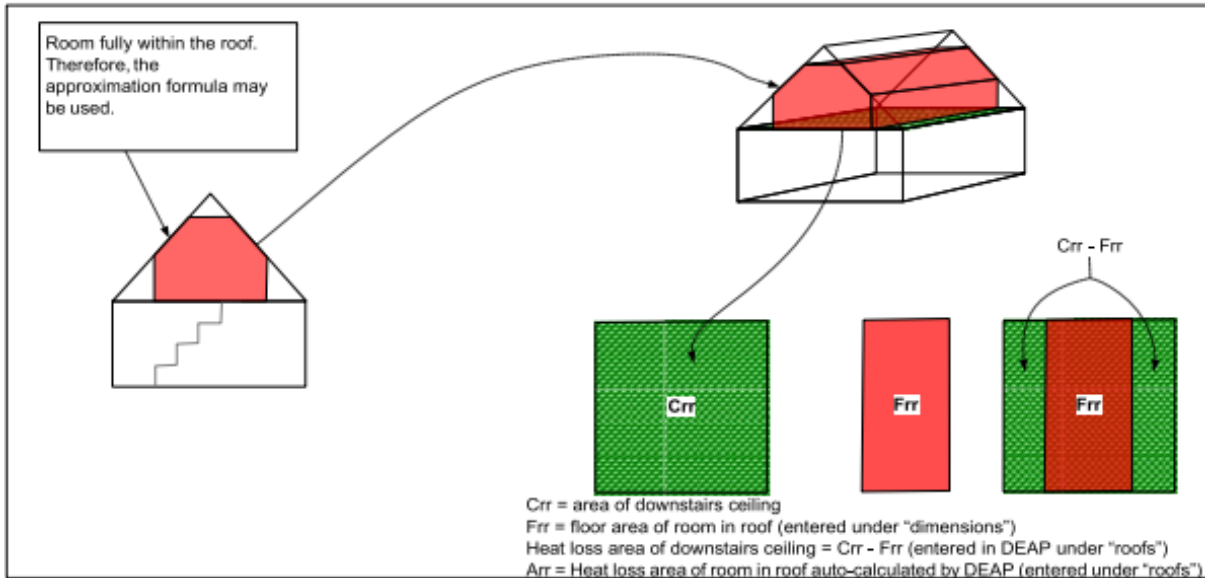 Room fully within the roof.
Therefore, the
approximation formula may
be used.
Crr - Frr
Crr
Frr
Frr
Crr = area of downstairs ceiling
Frr = floor area of room in roof (entered under “dimensions”)
Heat loss area of downstairs ceiling = Crr - Frr (entered in DEAP under “roofs”)
Arr = Heat loss area of room in roof auto-calculated by DEAP (entered under “roofs”)